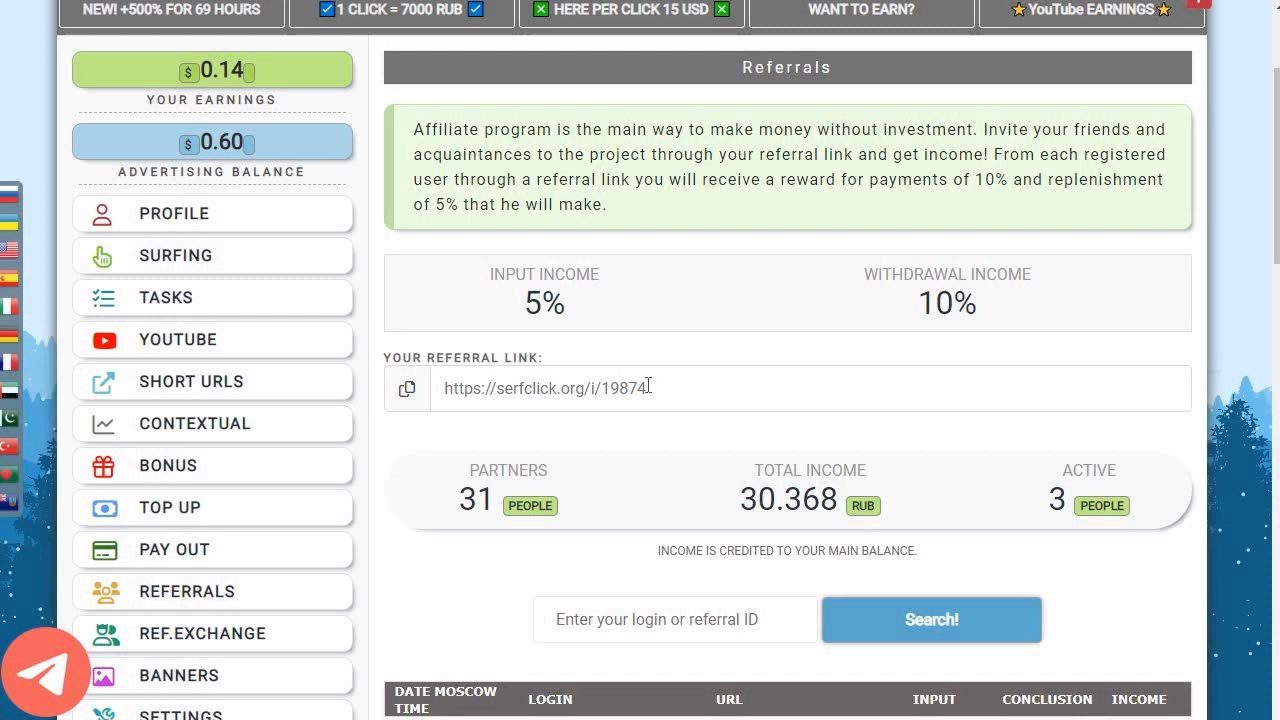 NEW! +500% FOR 69 HOURS
1 CLICK = 7000 RUB
HERE PER CLICK 15 USD
WANT TO EARN?
YouTube EARNINGS
$ 0.14
YOUR EARNINGS
$ 0.60
ADVERTISING BALANCE
PROFILE
SURFING
TASKS
YOUTUBE
SHORT URLS
CONTEXTUAL
BONUS
TOP UP
PAY OUT
REFERRALS
REF.EXCHANGE
BANNERS
SETTINGS
Referrals
Affiliate program is the main way to make money without investment. Invite your friends and
acquaintances to the project through your referral link and get income! From each registered
user through a referral link you will receive a reward for payments of 10% and replenishment
of 5% that he will make.
INPUT INCOME
5%
WITHDRAWAL INCOME
10%
YOUR REFERRAL LINK:
https://serfclick.org/i/19874
PARTNERS
31 PEOPLE
TOTAL INCOME
30.368 RUB
ACTIVE
3 PEOPLE
INCOME IS CREDITED TO YOUR MAIN BALANCE.
Enter your login or referral ID
Search!
DATE MOSCOW
TIME
LOGIN
URL
INPUT
CONCLUSION
INCOME